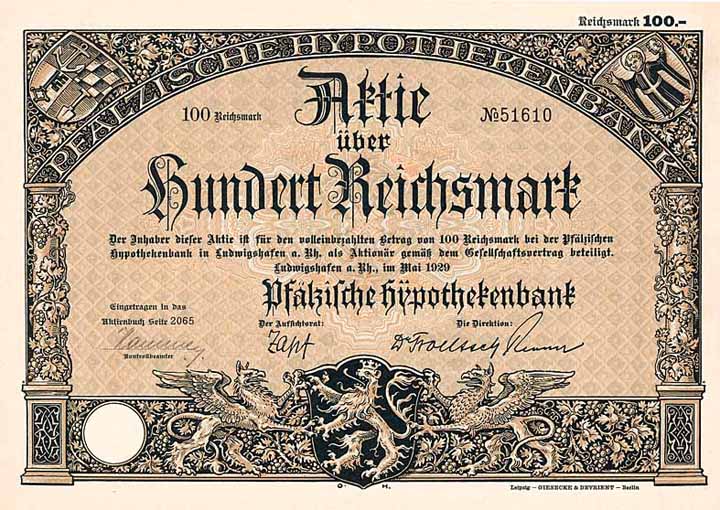 Reichsmark 100.-
PFÄLZISCHE HYPOTHEKENBANK
Aktie
100 Reichsmark
№51610
über
Hundert Reichsmark
Der Inhaber dieser Aktie ist für den volleinbezahlten Betrag von 100 Reichsmark bei der Pfälzischen
Hypothekenbank in Ludwigshafen a. Rh. als Aktionär gemäß dem Gesellschaftsvertrag beteiligt.
Ludwigshafen a. Rh., im Mai 1929
Pfälzische Hÿpothekenbank
Eingetragen in das
Aktienbuch Seite 2065
Kontrollbeamter
Der Aufsichtsrat:
Zapf
Die Direktion:
Dr Troeltsch
O. H.
Leipzig – GIESECKE & DEVRIENT – Berlin